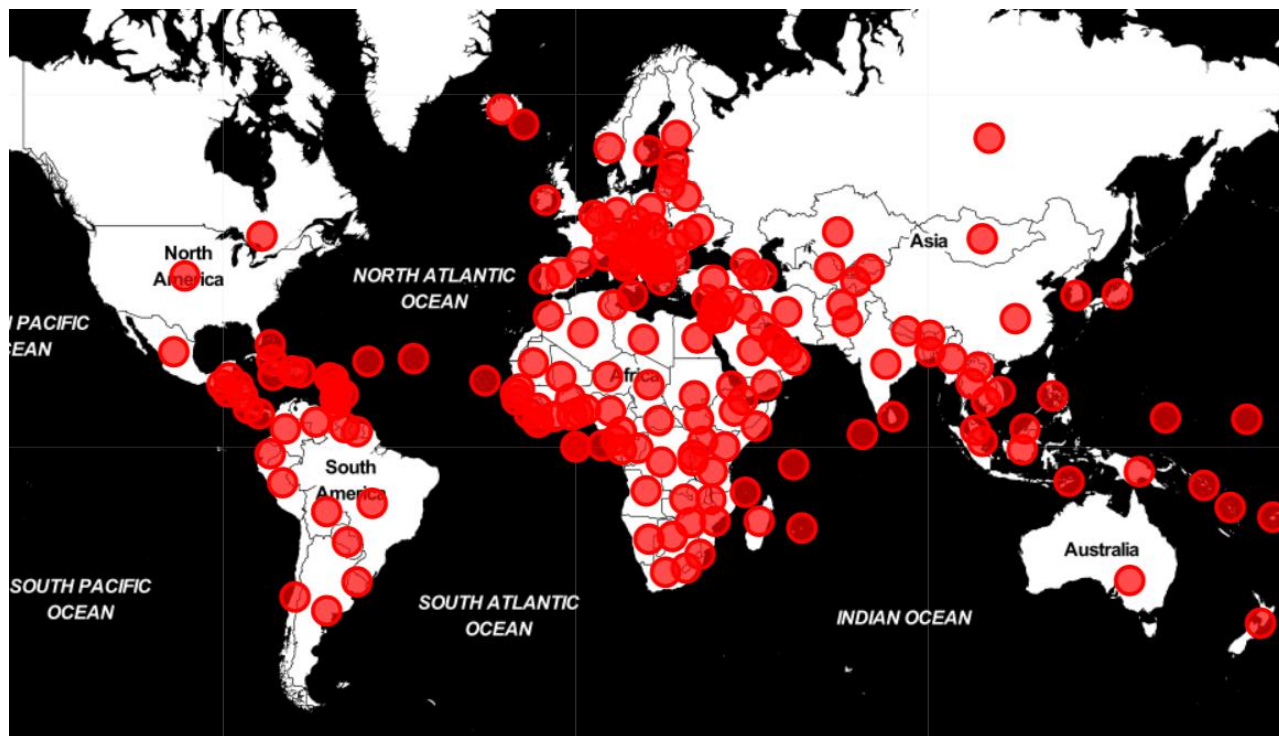 North
America
Asia
NORTH ATLANTIC
OCEAN
PACIFIC
EAN
Africa
South
America
Australia
SOUTH PACIFIC
OCEAN
SOUTH ATLANTIC
OCEAN
INDIAN OCEAN